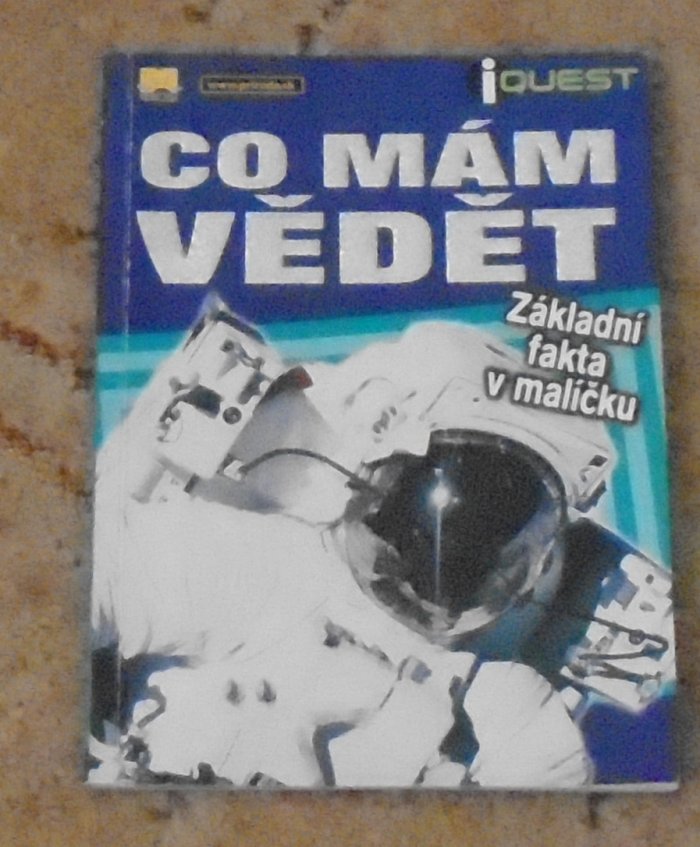 iQUEST
CO MÁM
VĚDĚT
Základní
fakta
v malíčku